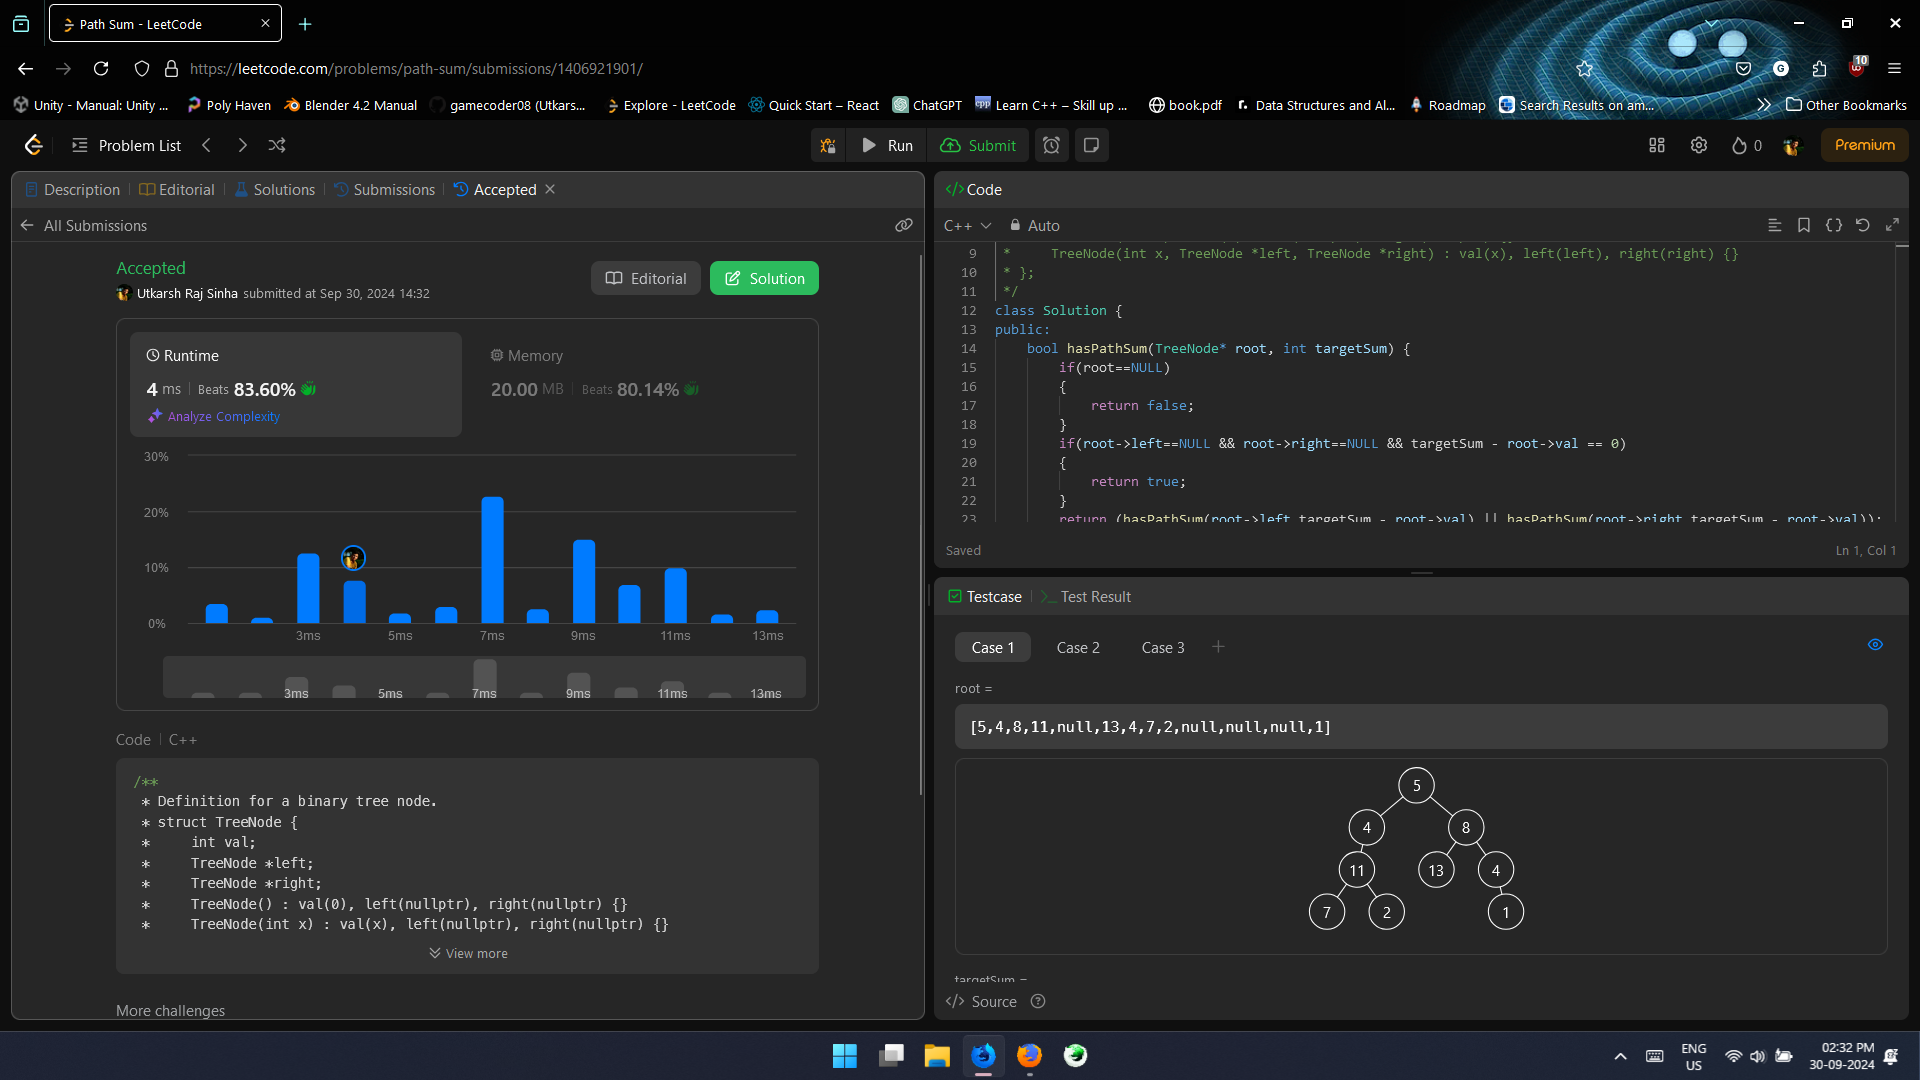 Path Sum - LeetCode
https://leetcode.com/problems/path-sum/submissions/1406921901/
10
Unity - Manual: Unity ...
Poly Haven
Blender 4.2 Manual
gamecoder08 (Utkars...
Explore - LeetCode
Quick Start – React
ChatGPT
Learn C++ – Skill up ...
book.pdf
Data Structures and Al...
Roadmap
Search Results on am...
Other Bookmarks
Problem List
Run
Submit
0
Premium
Description
Editorial
Solutions
Submissions
Accepted
All Submissions
Accepted
Utkarsh Raj Sinha submitted at Sep 30, 2024 14:32
Editorial
Solution
Runtime
4 ms | Beats 83.60%
Analyze Complexity
Memory
20.00 MB | Beats 80.14%
30%
20%
10%
0%
3ms 5ms 7ms 9ms 11ms 13ms
3ms 5ms 7ms 9ms 11ms 13ms
Code | C++
/**
* Definition for a binary tree node.
* struct TreeNode {
*     int val;
*     TreeNode *left;
*     TreeNode *right;
*     TreeNode() : val(0), left(nullptr), right(nullptr) {}
*     TreeNode(int x) : val(x), left(nullptr), right(nullptr) {}
View more
More challenges
</> Code
C++
Auto
9 *     TreeNode(int x, TreeNode *left, TreeNode *right) : val(x), left(left), right(right) {}
10 * };
11 */
12 class Solution {
13 public:
14     bool hasPathSum(TreeNode* root, int targetSum) {
15         if(root==NULL)
16         {
17             return false;
18         }
19         if(root->left==NULL && root->right==NULL && targetSum - root->val == 0)
20         {
21             return true;
22         }
23         return (hasPathSum(root->left,targetSum - root->val) || hasPathSum(root->right,targetSum - root->val));
Saved
Ln 1, Col 1
Testcase
Test Result
Case 1
Case 2
Case 3
root =
[5,4,8,11,null,13,4,7,2,null,null,null,1]
5
4 8
11 13 4
7 2 1
targetSum =
</> Source
ENG
US
02:32 PM
30-09-2024